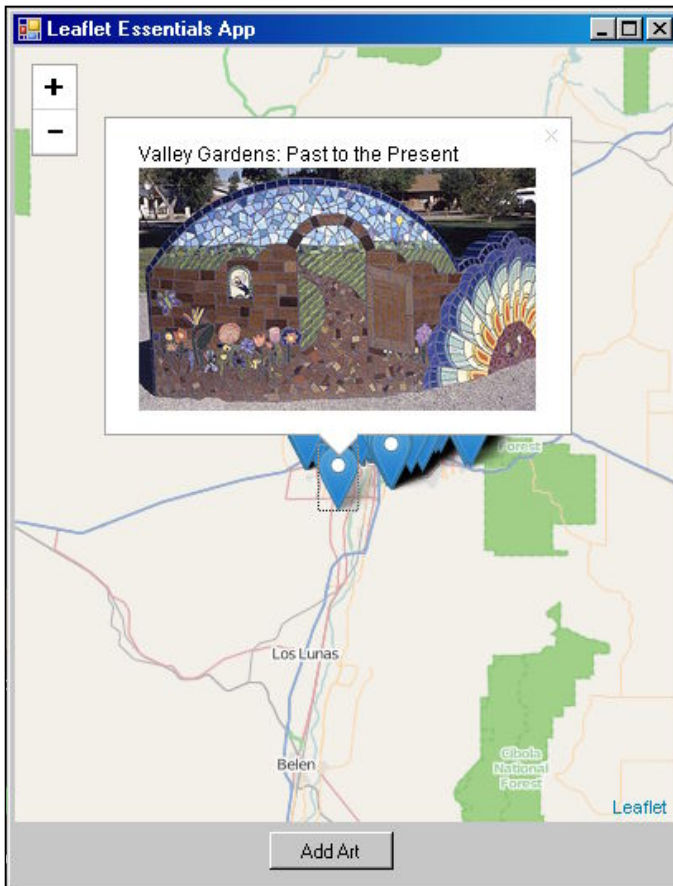 Leaflet Essentials App
+
−
×
Valley Gardens: Past to the Present
Forest
Los Lunas
Belen
Cibola
National
Forest
Leaflet
Add Art